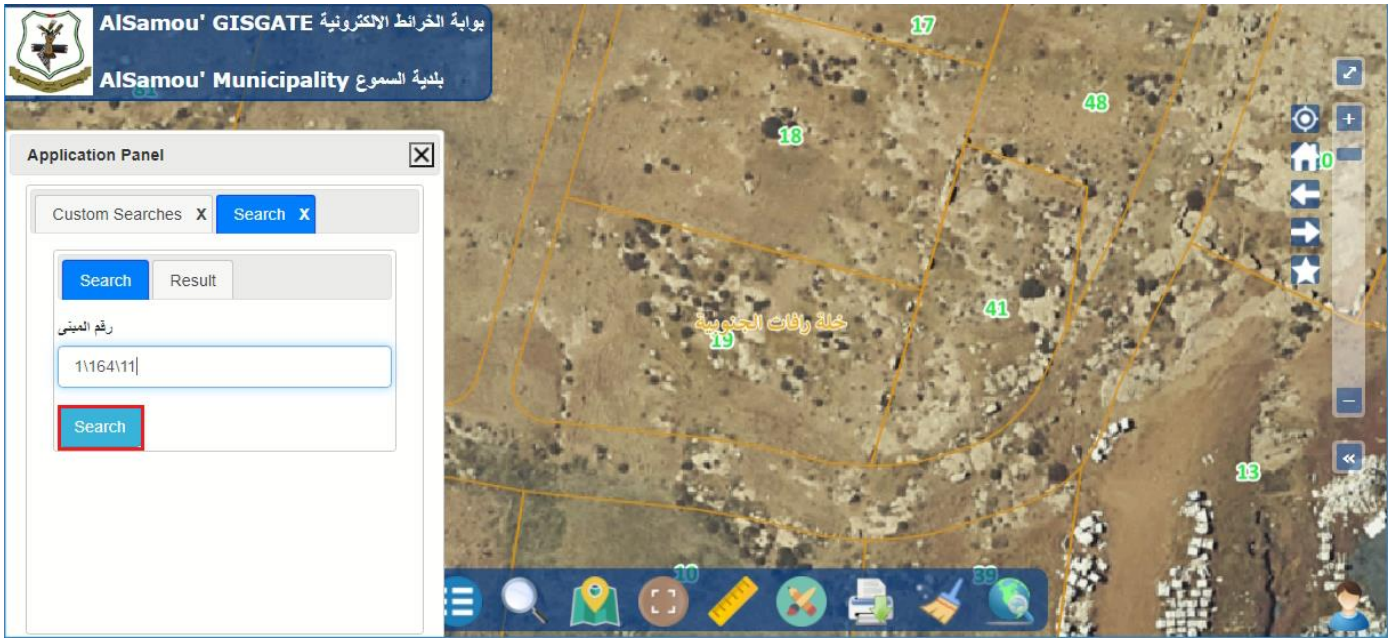 AlSamou' GISGATE بوابة الخرائط الالكترونية
AlSamou' Municipality بلدية السموع
Application Panel
Custom Searches X Search X
Search Result
رقم المبنى
1\164\11
Search
17
48
18
41
خلة رافات الجنوبية
19
13
10
39